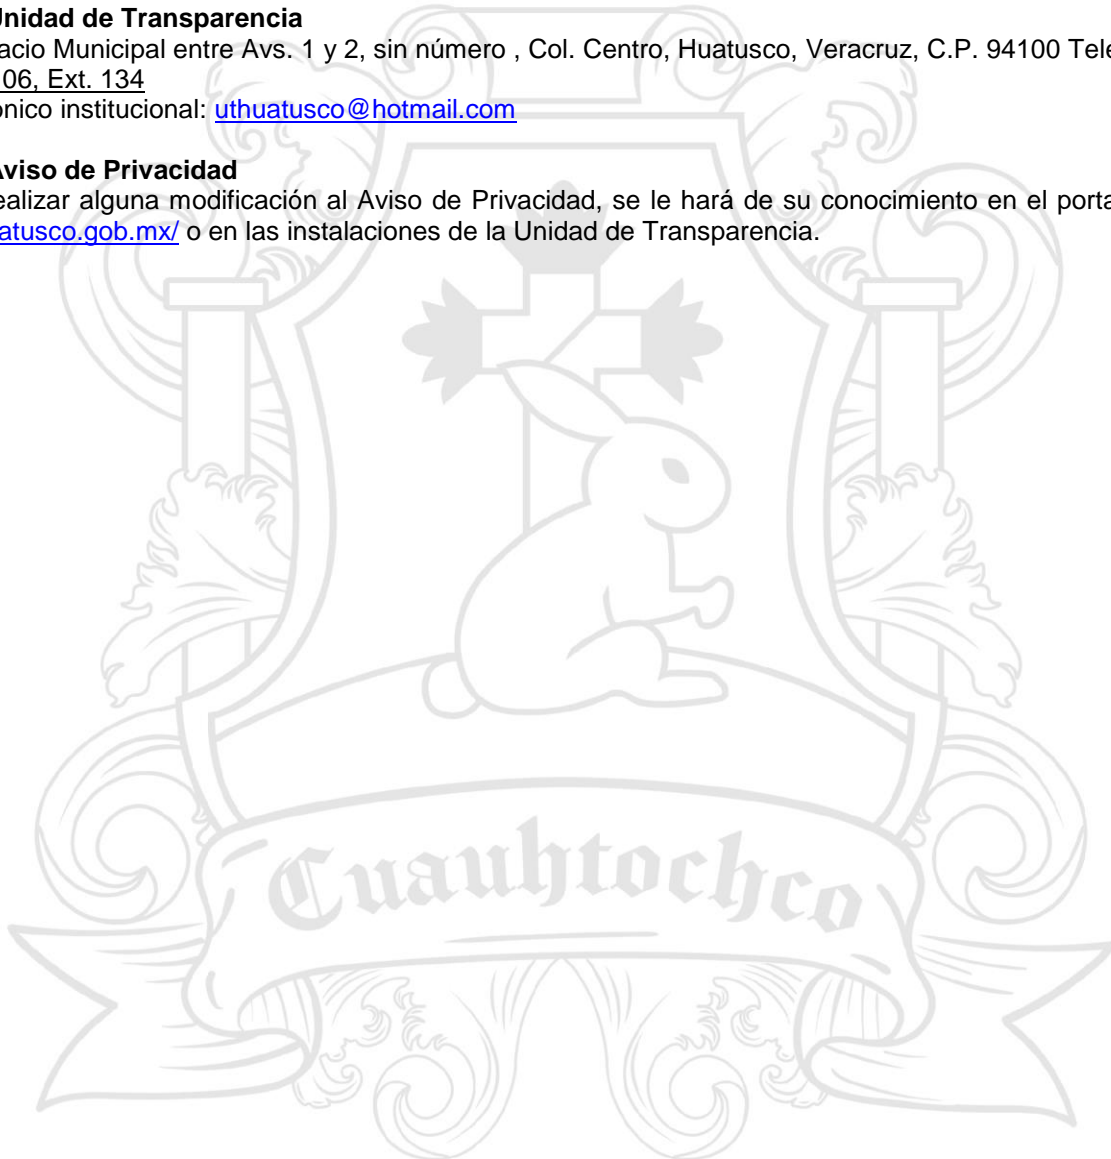 Unidad de Transparencia
acio Municipal entre Avs. 1 y 2, sin número , Col. Centro, Huatusco, Veracruz, C.P. 94100 Tel
06, Ext. 134
ónico institucional: uthuatusco@hotmail.com
Aviso de Privacidad
ealizar alguna modificación al Aviso de Privacidad, se le hará de su conocimiento en el porta
atusco.gob.mx/ o en las instalaciones de la Unidad de Transparencia.
Cuauhtochco